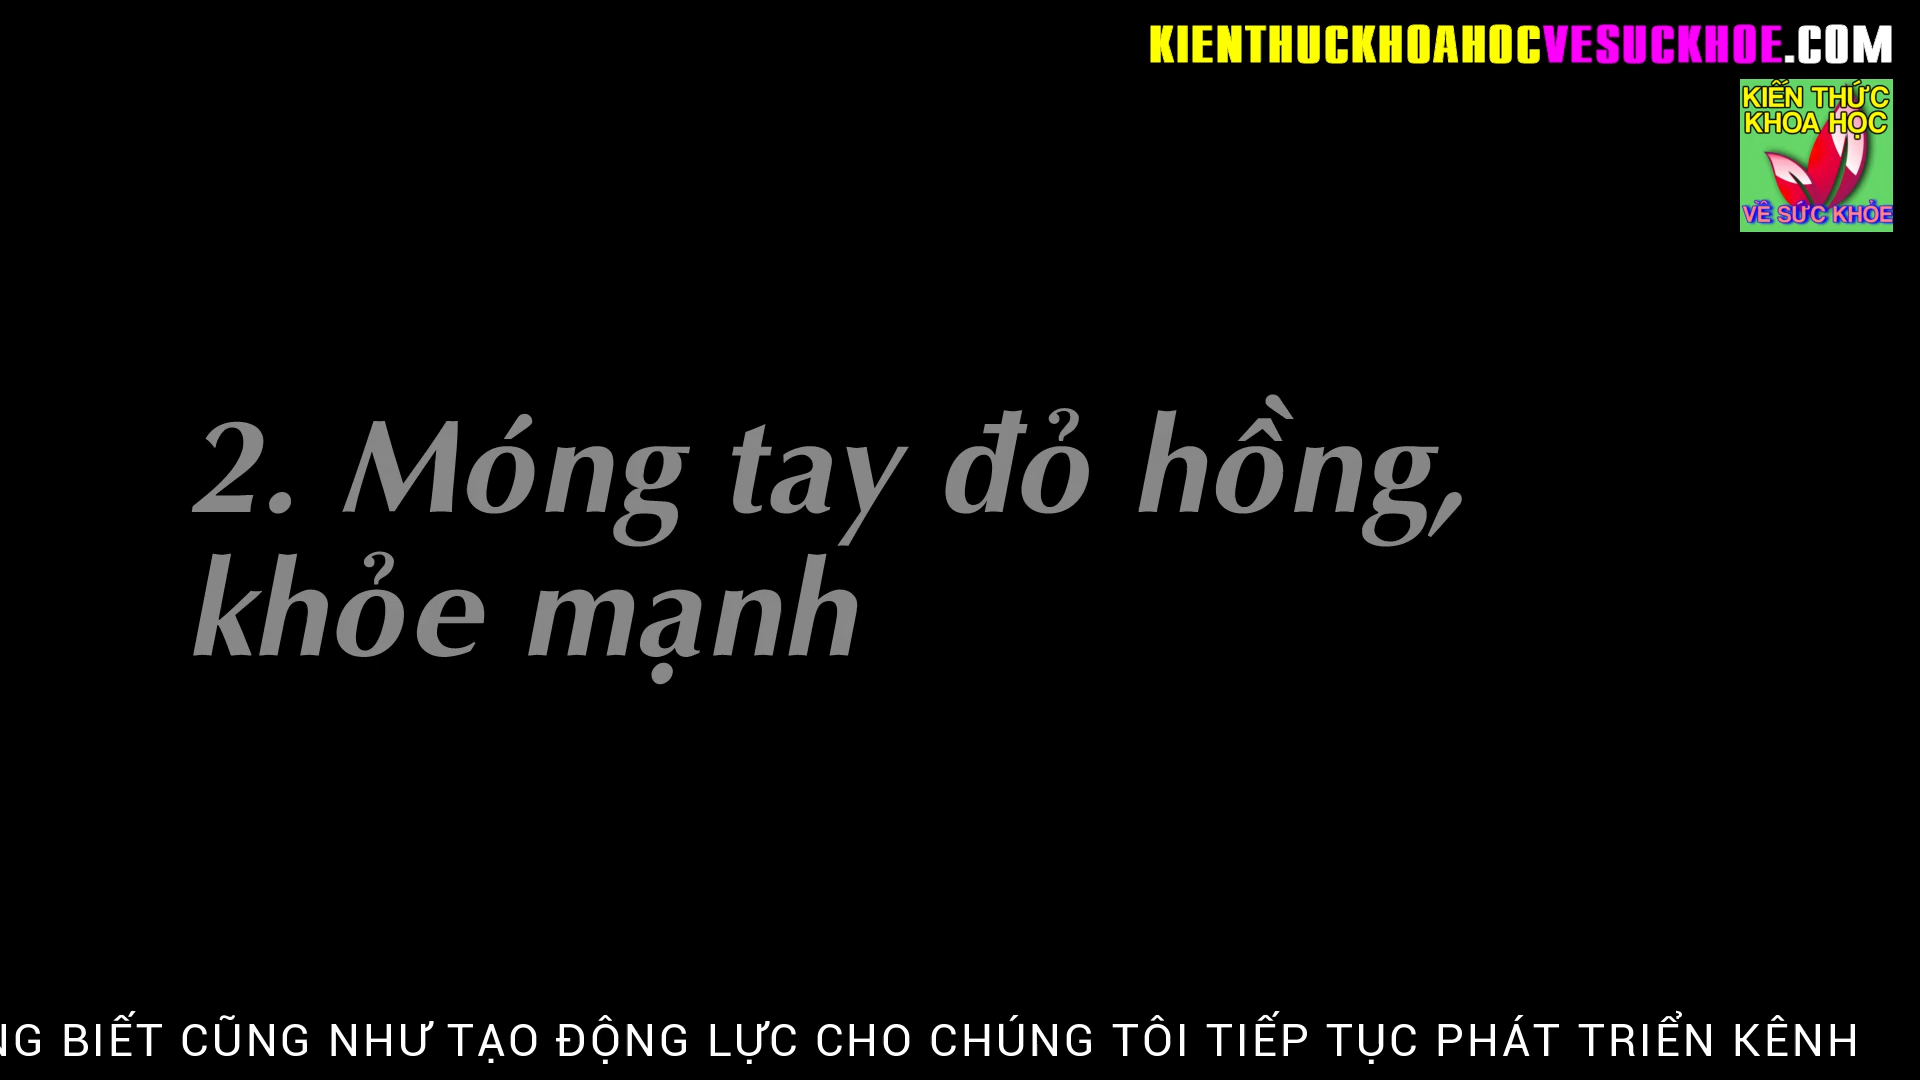 KIENTHUCKHOAHOCVESUCKHOE.COM
KIẾN THỨC
KHOA HỌC
VỀ SỨC KHỎE
2. Móng tay đỏ hồng,
khỏe mạnh
BIẾT CŨNG NHƯ TẠO ĐỘNG LỰC CHO CHÚNG TÔI TIẾP TỤC PHÁT TRIỂN KÊNH